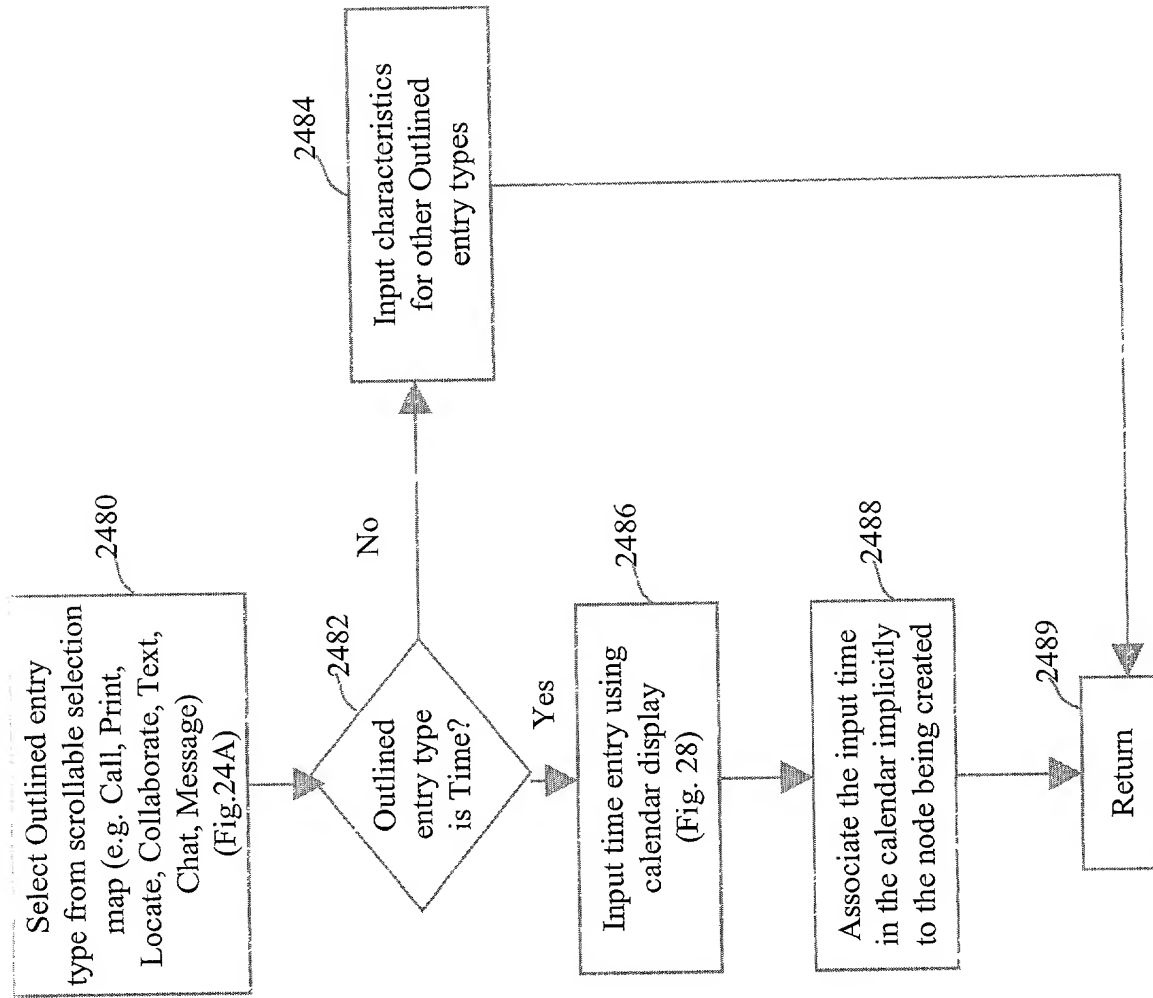 Select Outlined entry
type from scrollable selection
map (e.g. Call, Print,
Locate, Collaborate, Text,
Chat, Message)
(Fig.24A)
2480
Outlined
entry type
is Time?
2482
No
Input characteristics
for other Outlined
entry types
2484
Yes
Input time entry using
calendar display
(Fig. 28)
2486
Associate the input time
in the calendar implicitly
to the node being created
2488
Return
2489